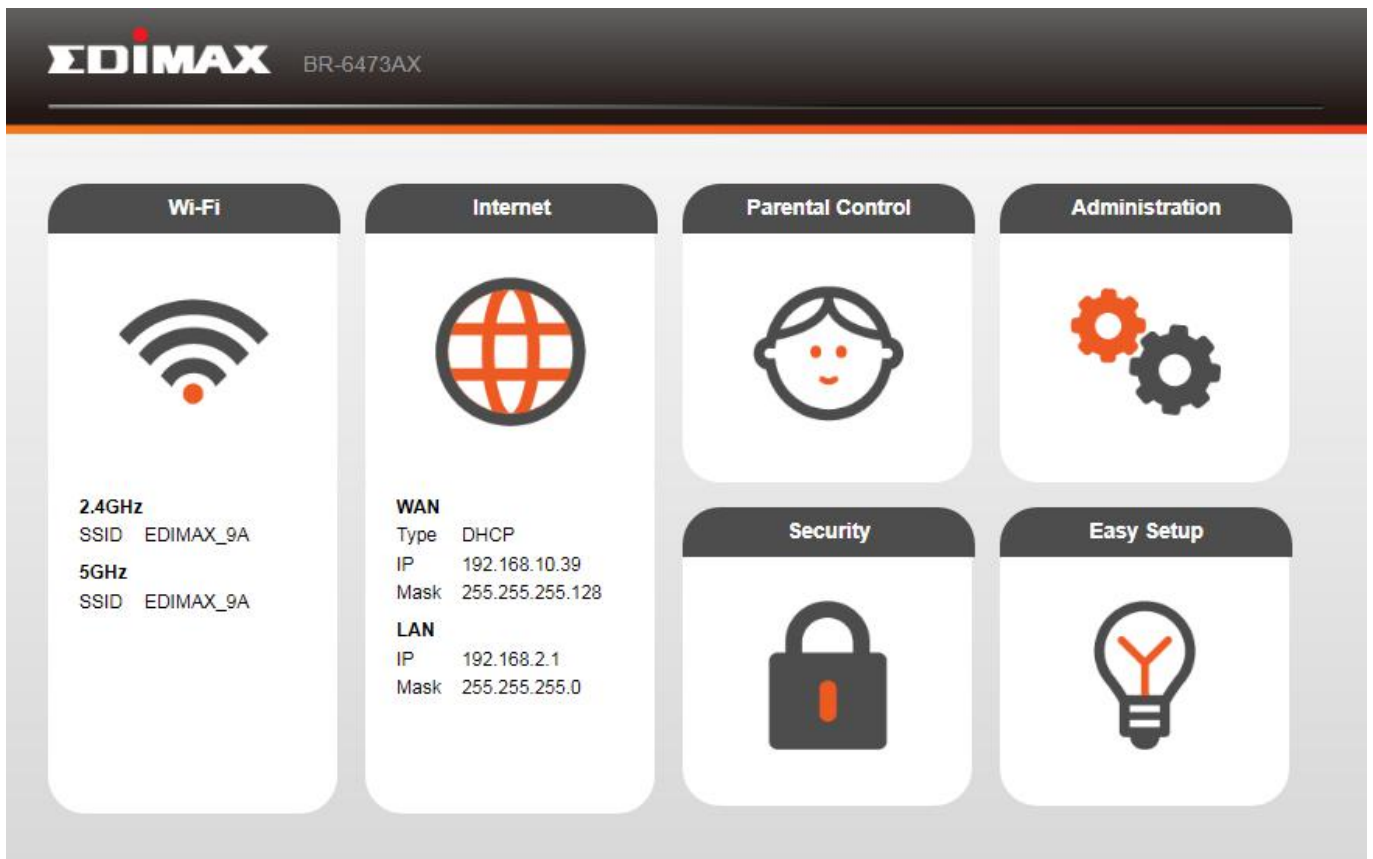 EDIMAX BR-6473AX
Wi-Fi
2.4GHz
SSID EDIMAX_9A
5GHz
SSID EDIMAX_9A
Internet
WAN
Type DHCP
IP 192.168.10.39
Mask 255.255.255.128
LAN
IP 192.168.2.1
Mask 255.255.255.0
Parental Control
Administration
Security
Easy Setup